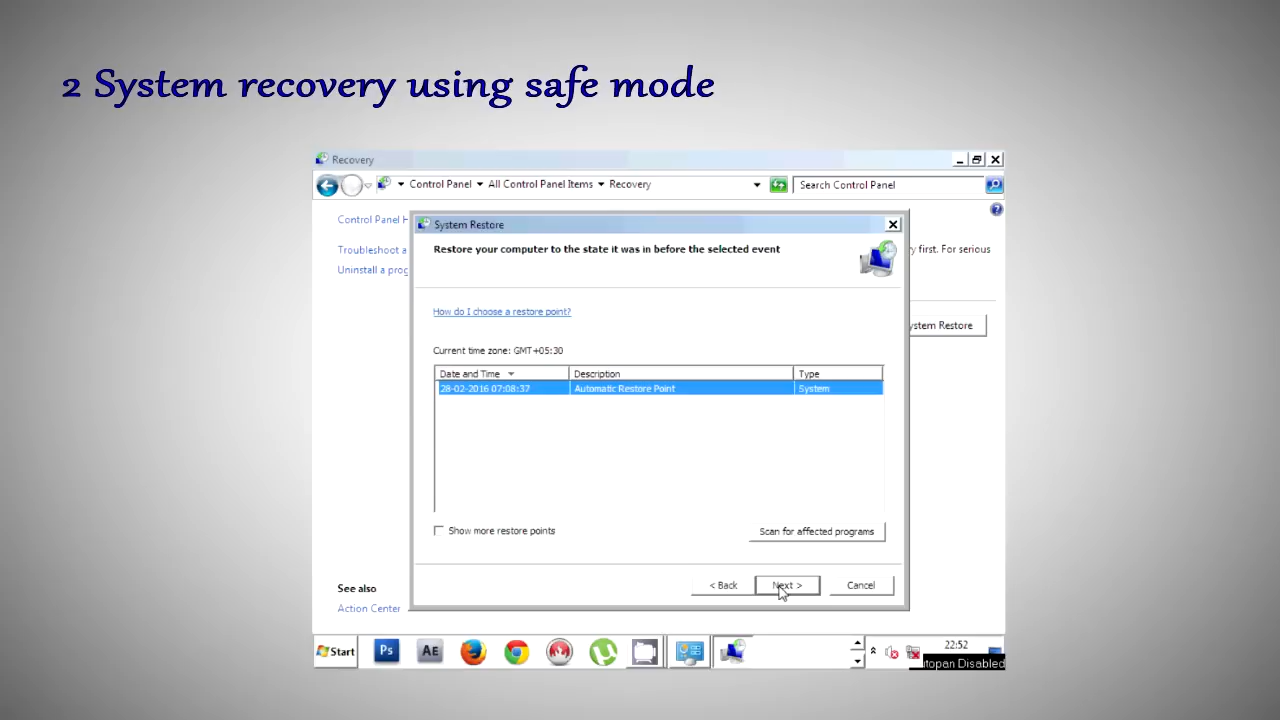 2 System recovery using safe mode
Recovery
Control Panel All Control Panel Items Recovery
Search Control Panel
Control Panel H
Troubleshoot a
Uninstall a prog
y first. For serious
ystem Restore
System Restore
Restore your computer to the state it was in before the selected event
How do I choose a restore point?
Current time zone: GMT+05:30
Date and Time Description Type
28-02-2016 07:08:37 Automatic Restore Point System
Show more restore points
Scan for affected programs
< Back Next > Cancel
See also
Action Center
Start Ps AE 22:52
utopan Disabled